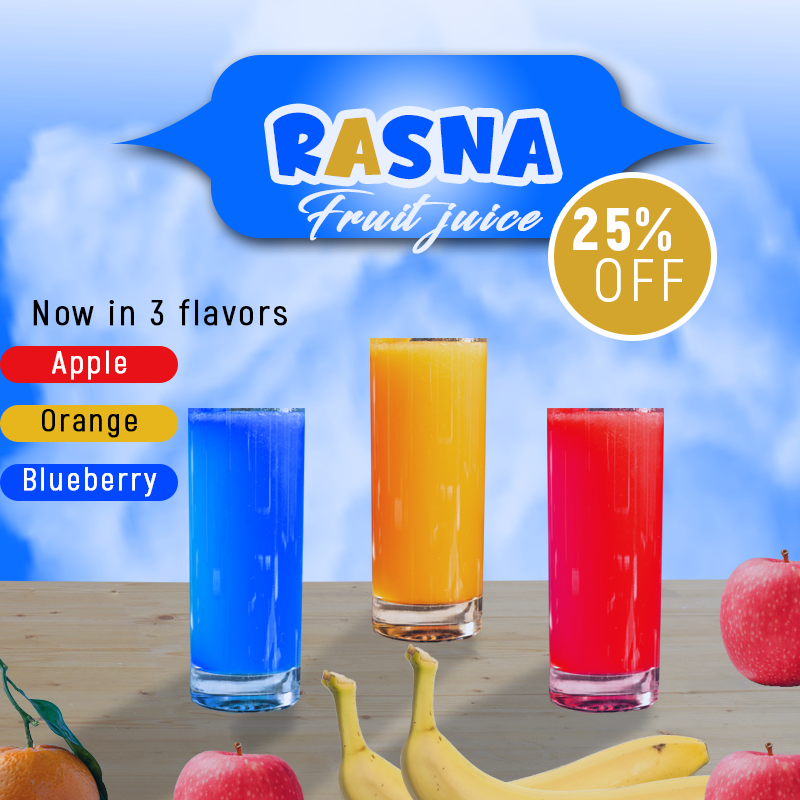 RASNA
Fruit juice
25%
OFF
Now in 3 flavors
Apple
Orange
Blueberry